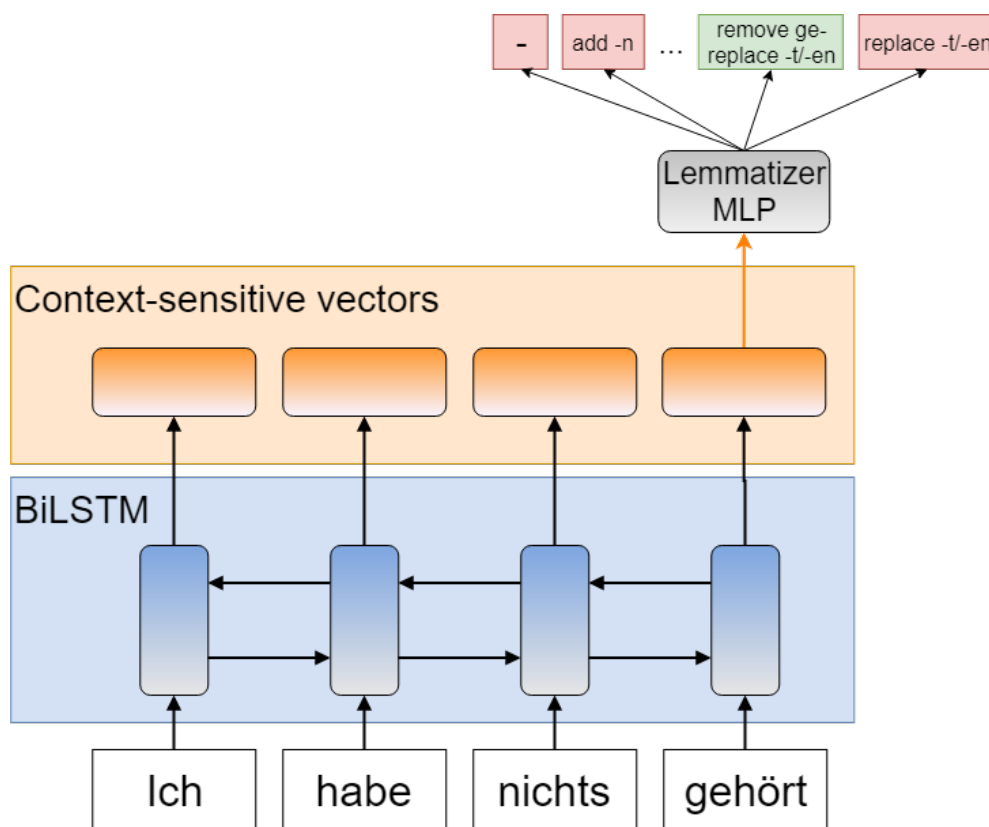 -
add -n
...
remove ge-
replace -t/-en
replace -t/-en
Lemmatizer
MLP
Context-sensitive vectors
BiLSTM
Ich
habe
nichts
gehört